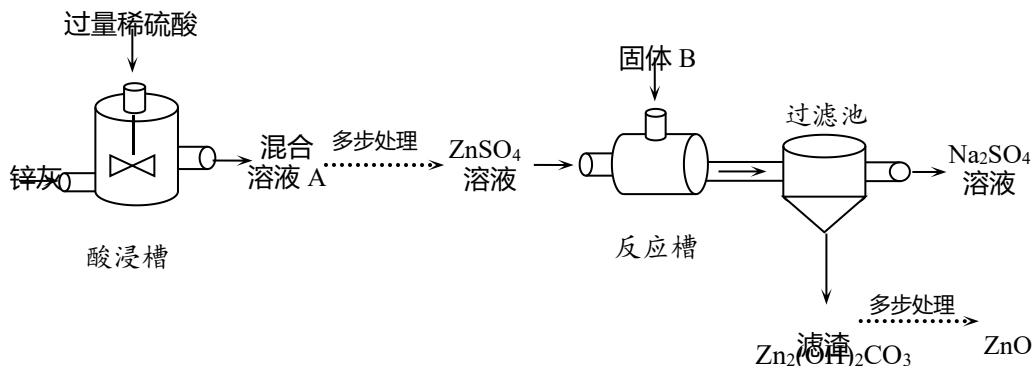 过量稀硫酸
锌灰
酸浸槽
混合
溶液 A
多步处理
ZnSO4
溶液
固体 B
反应槽
过滤池
Na2SO4
溶液
滤渣
Zn2(OH)2CO3
多步处理
ZnO